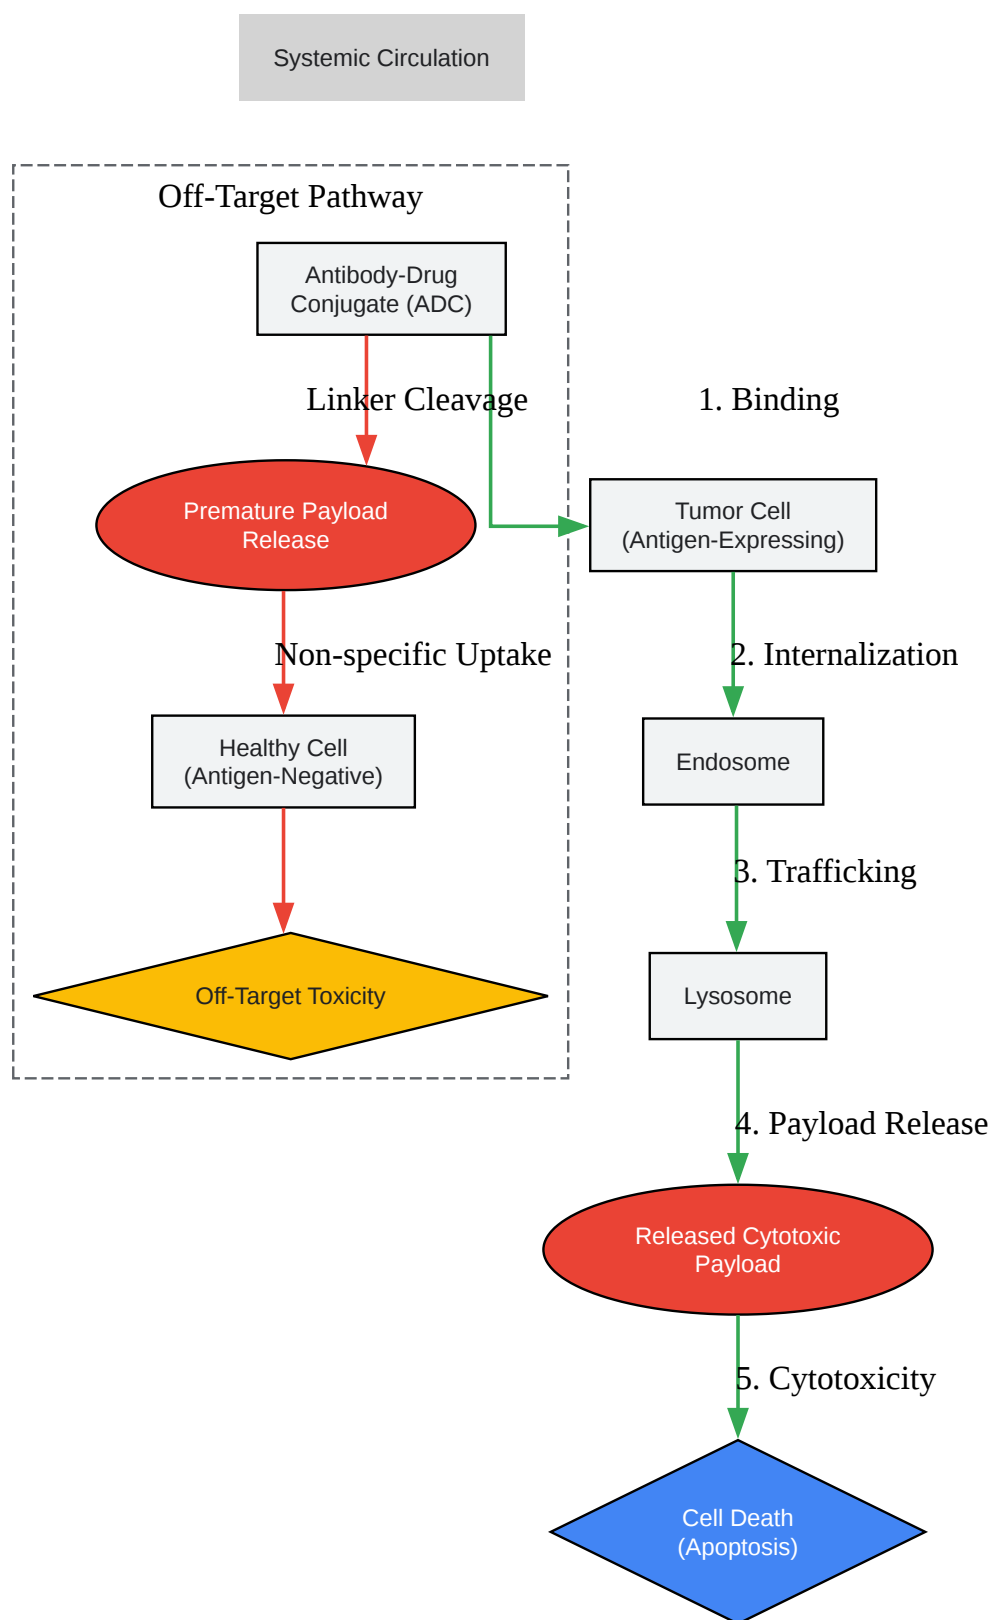 Systemic Circulation
Off-Target Pathway
Antibody-Drug
Conjugate (ADC)
Linker Cleavage
1. Binding
Premature Payload
Release
Tumor Cell
(Antigen-Expressing)
Non-specific Uptake
2. Internalization
Healthy Cell
(Antigen-Negative)
Endosome
3. Trafficking
Off-Target Toxicity
Lysosome
4. Payload Release
Released Cytotoxic
Payload
5. Cytotoxicity
Cell Death
(Apoptosis)